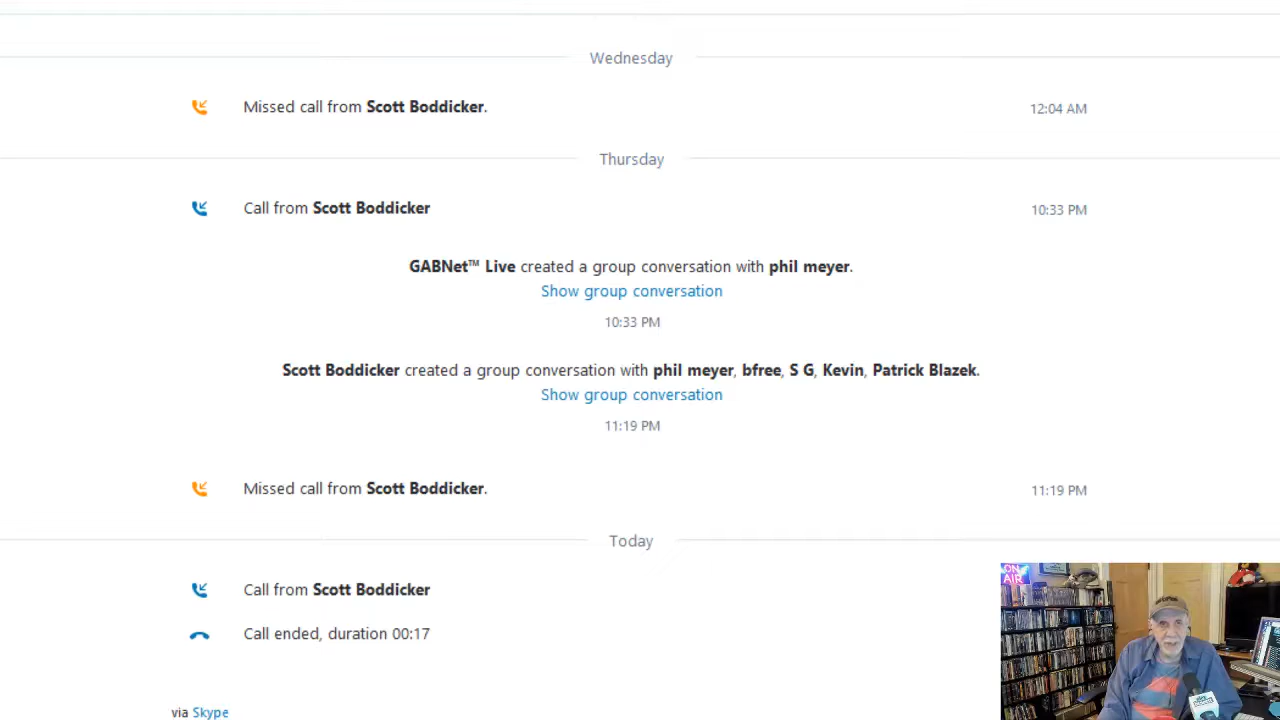 Wednesday
Missed call from Scott Boddicker. 12:04 AM
Thursday
Call from Scott Boddicker 10:33 PM
GABNet™ Live created a group conversation with phil meyer.
Show group conversation
10:33 PM
Scott Boddicker created a group conversation with phil meyer, bfree, S G, Kevin, Patrick Blazek.
Show group conversation
11:19 PM
Missed call from Scott Boddicker. 11:19 PM
Today
Call from Scott Boddicker
Call ended, duration 00:17
via Skype
ON
AIR